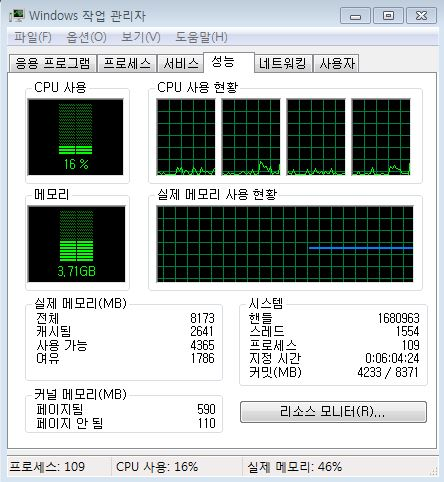 Windows 작업 관리자
파일(F) 옵션(O) 보기(V) 도움말(H)
응용 프로그램 프로세스 서비스 성능 네트워킹 사용자
CPU 사용 CPU 사용 현황
16 %
메모리 실제 메모리 사용 현황
3,71GB
실제 메모리(MB)
전체 8173
캐시됨 2641
사용 가능 4365
여유 1786
시스템
핸들 1680963
스레드 1554
프로세스 109
지정 시간 0:06:04:24
커밋(MB) 4233 / 8371
커널 메모리(MB)
페이지됨 590
페이지 안 됨 110
리소스 모니터(R)...
프로세스: 109 CPU 사용: 16% 실제 메모리: 46%